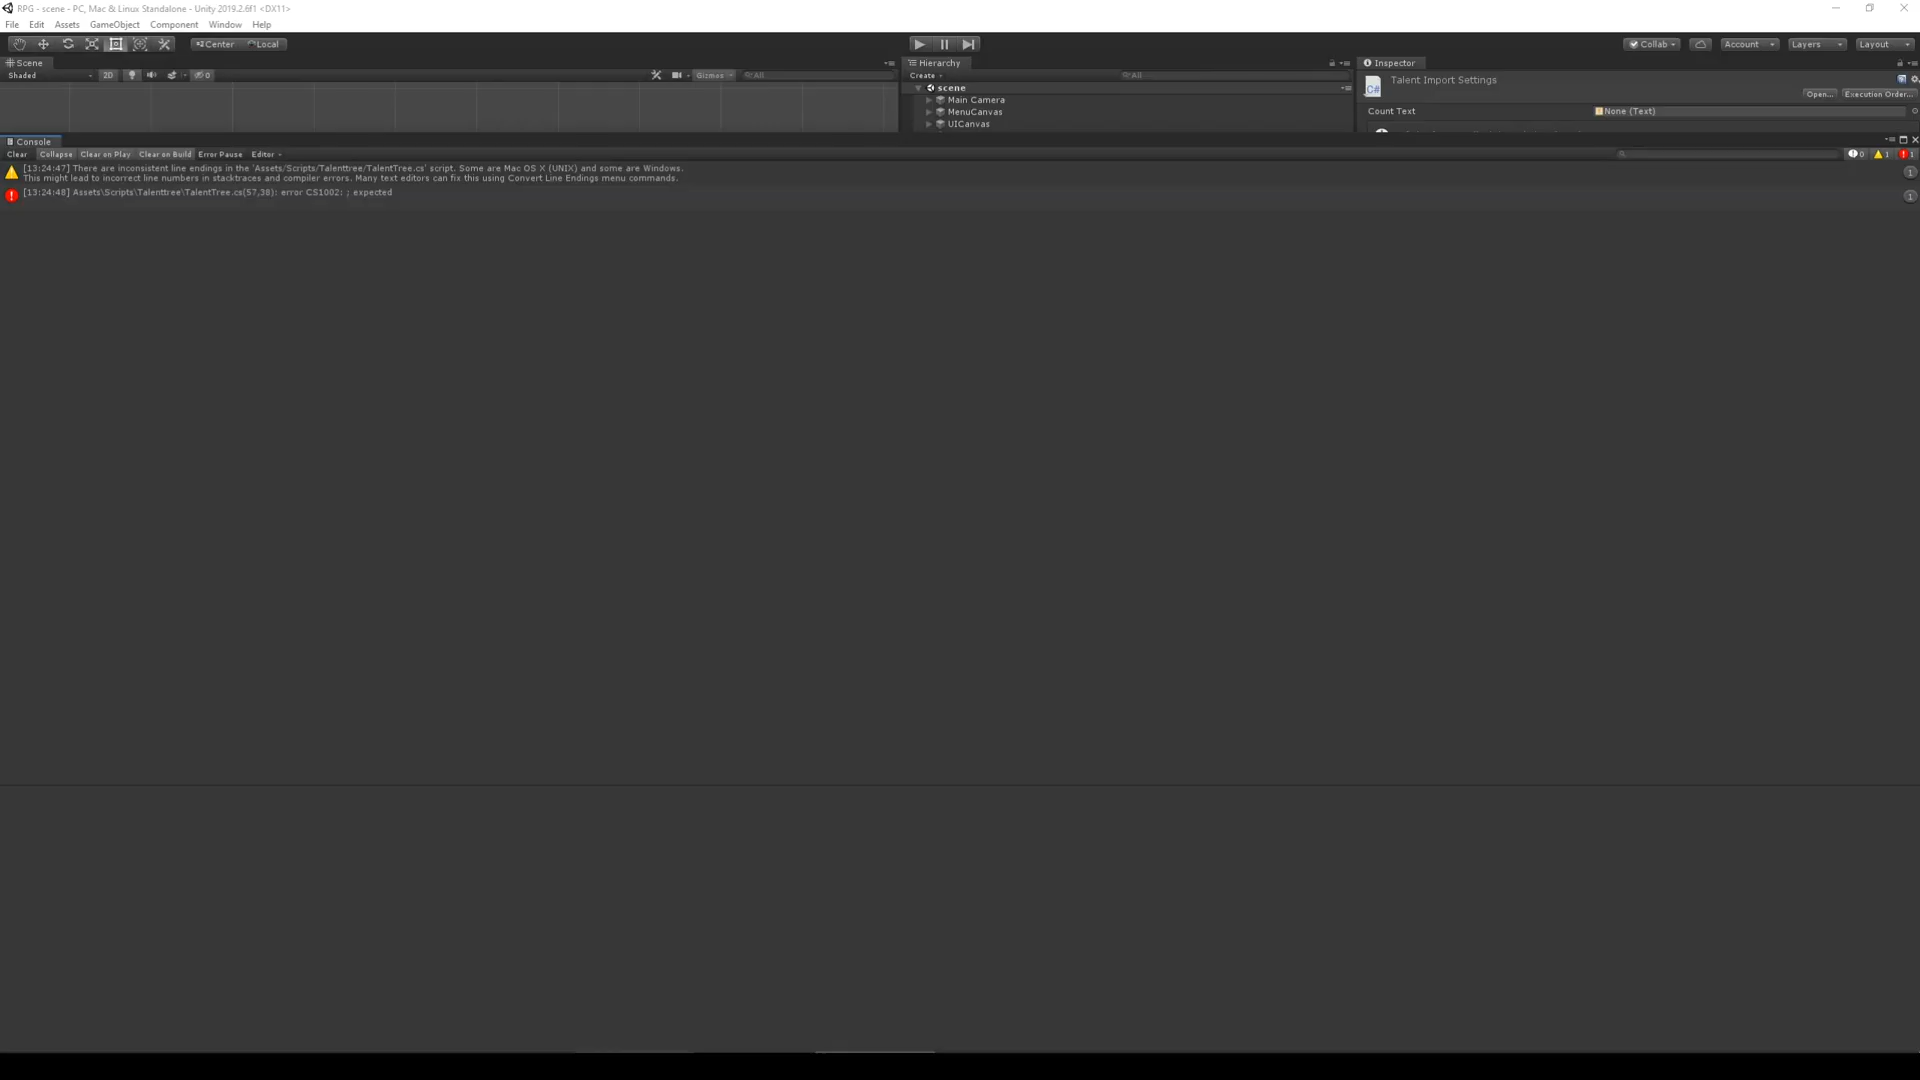 RPG - scene - PC, Mac & Linux Standalone - Unity 2019.2.6f1 <DX11>
File Edit Assets GameObject Component Window Help
Center Local Collab Account Layers Layout
Scene Hierarchy Inspector
Shaded 2D 0 Gizmos All Create All
scene
Main Camera
MenuCanvas
UICanvas
C# Talent Import Settings
Open... Execution Order...
Count Text None (Text)
Console
Clear Collapse Clear on Play Clear on Build Error Pause Editor 0 1 1
[13:24:47] There are inconsistent line endings in the 'Assets/Scripts/Talenttree/TalentTree.cs' script. Some are Mac OS X (UNIX) and some are Windows. 1
This might lead to incorrect line numbers in stacktraces and compiler errors. Many text editors can fix this using Convert Line Endings menu commands.
[13:24:48] Assets\Scripts\Talenttree\TalentTree.cs(57,38): error CS1002: ; expected 1